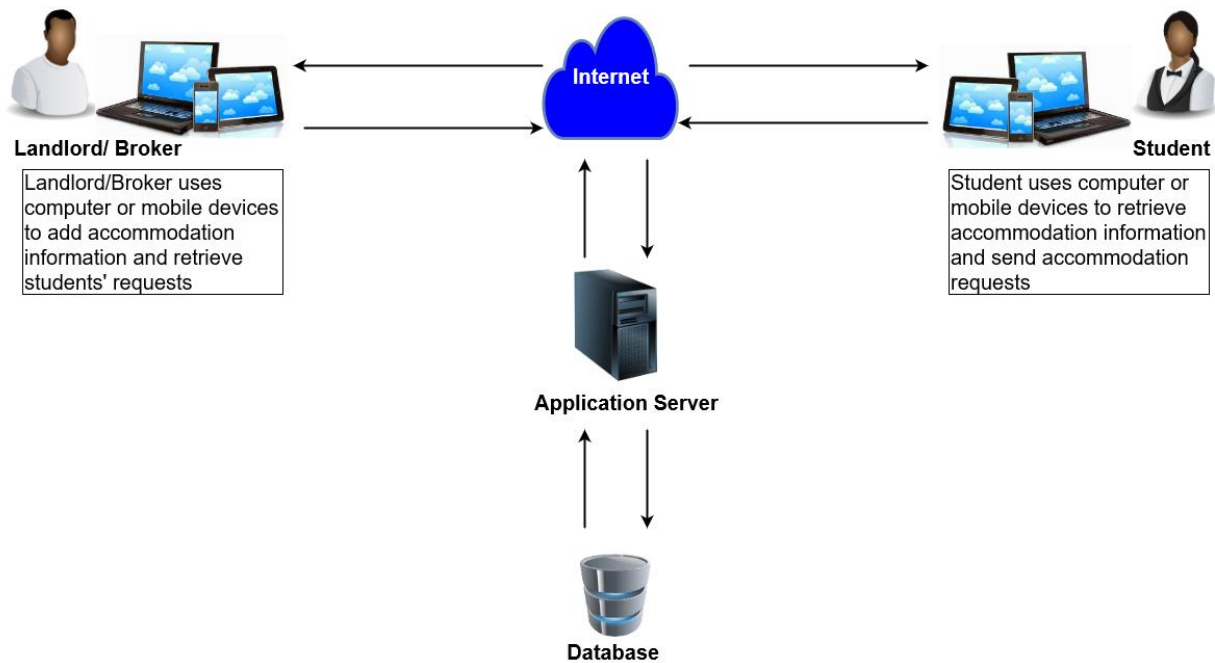 Internet
Landlord/ Broker
Landlord/Broker uses
computer or mobile devices
to add accommodation
information and retrieve
students' requests
Student
Student uses computer or
mobile devices to retrieve
accommodation information
and send accommodation
requests
Application Server
Database